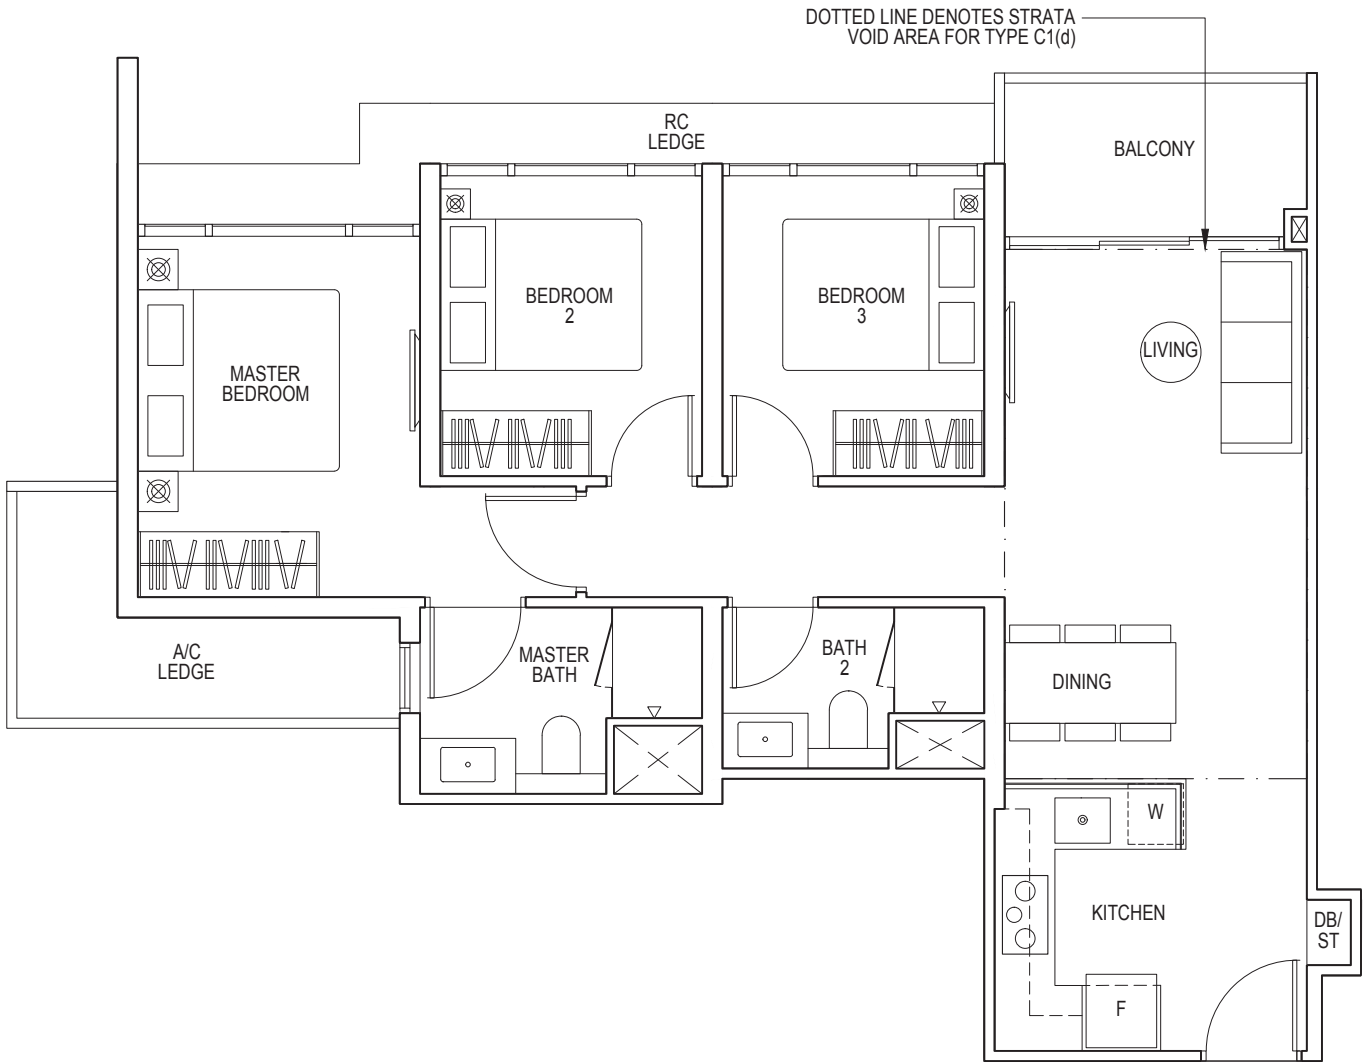 DOTTED LINE DENOTES STRATA
VOID AREA FOR TYPE C1(d)
RC
LEDGE
BALCONY
BEDROOM
2
BEDROOM
3
LIVING
MASTER
BEDROOM
A/C
LEDGE
MASTER
BATH
BATH
2
DINING
W
KITCHEN
DB/
ST
F